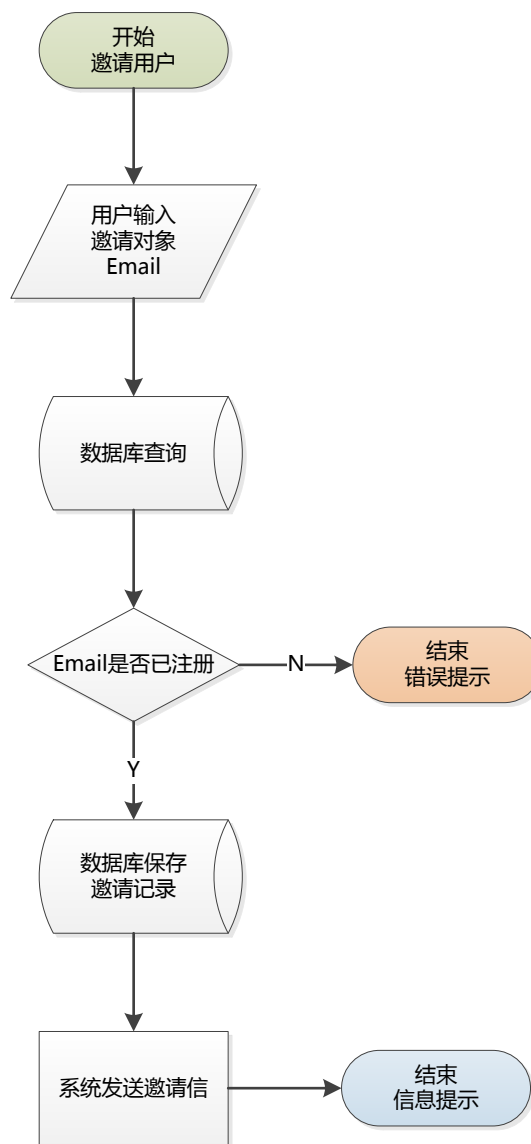 开始
邀请用户
用户输入
邀请对象
Email
数据库查询
Email是否已注册
N
结束
错误提示
Y
数据库保存
邀请记录
系统发送邀请信
结束
信息提示